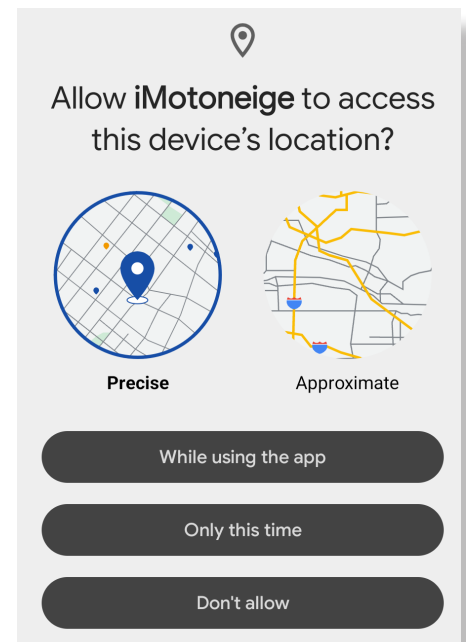 Allow iMotoneige to access
this device’s location?
Precise
Approximate
While using the app
Only this time
Don't allow